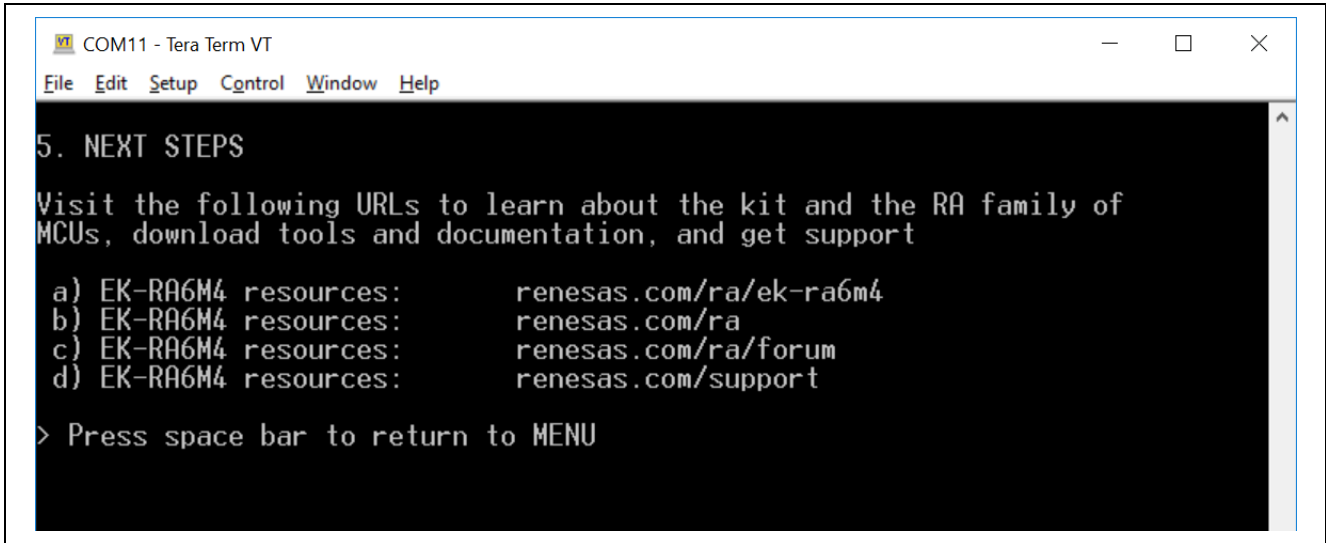 COM11 - Tera Term VT
File Edit Setup Control Window Help
5. NEXT STEPS
Visit the following URLs to learn about the kit and the RA family of
MCUs, download tools and documentation, and get support
a) EK-RA6M4 resources: renesas.com/ra/ek-ra6m4
b) EK-RA6M4 resources: renesas.com/ra
c) EK-RA6M4 resources: renesas.com/ra/forum
d) EK-RA6M4 resources: renesas.com/support
> Press space bar to return to MENU